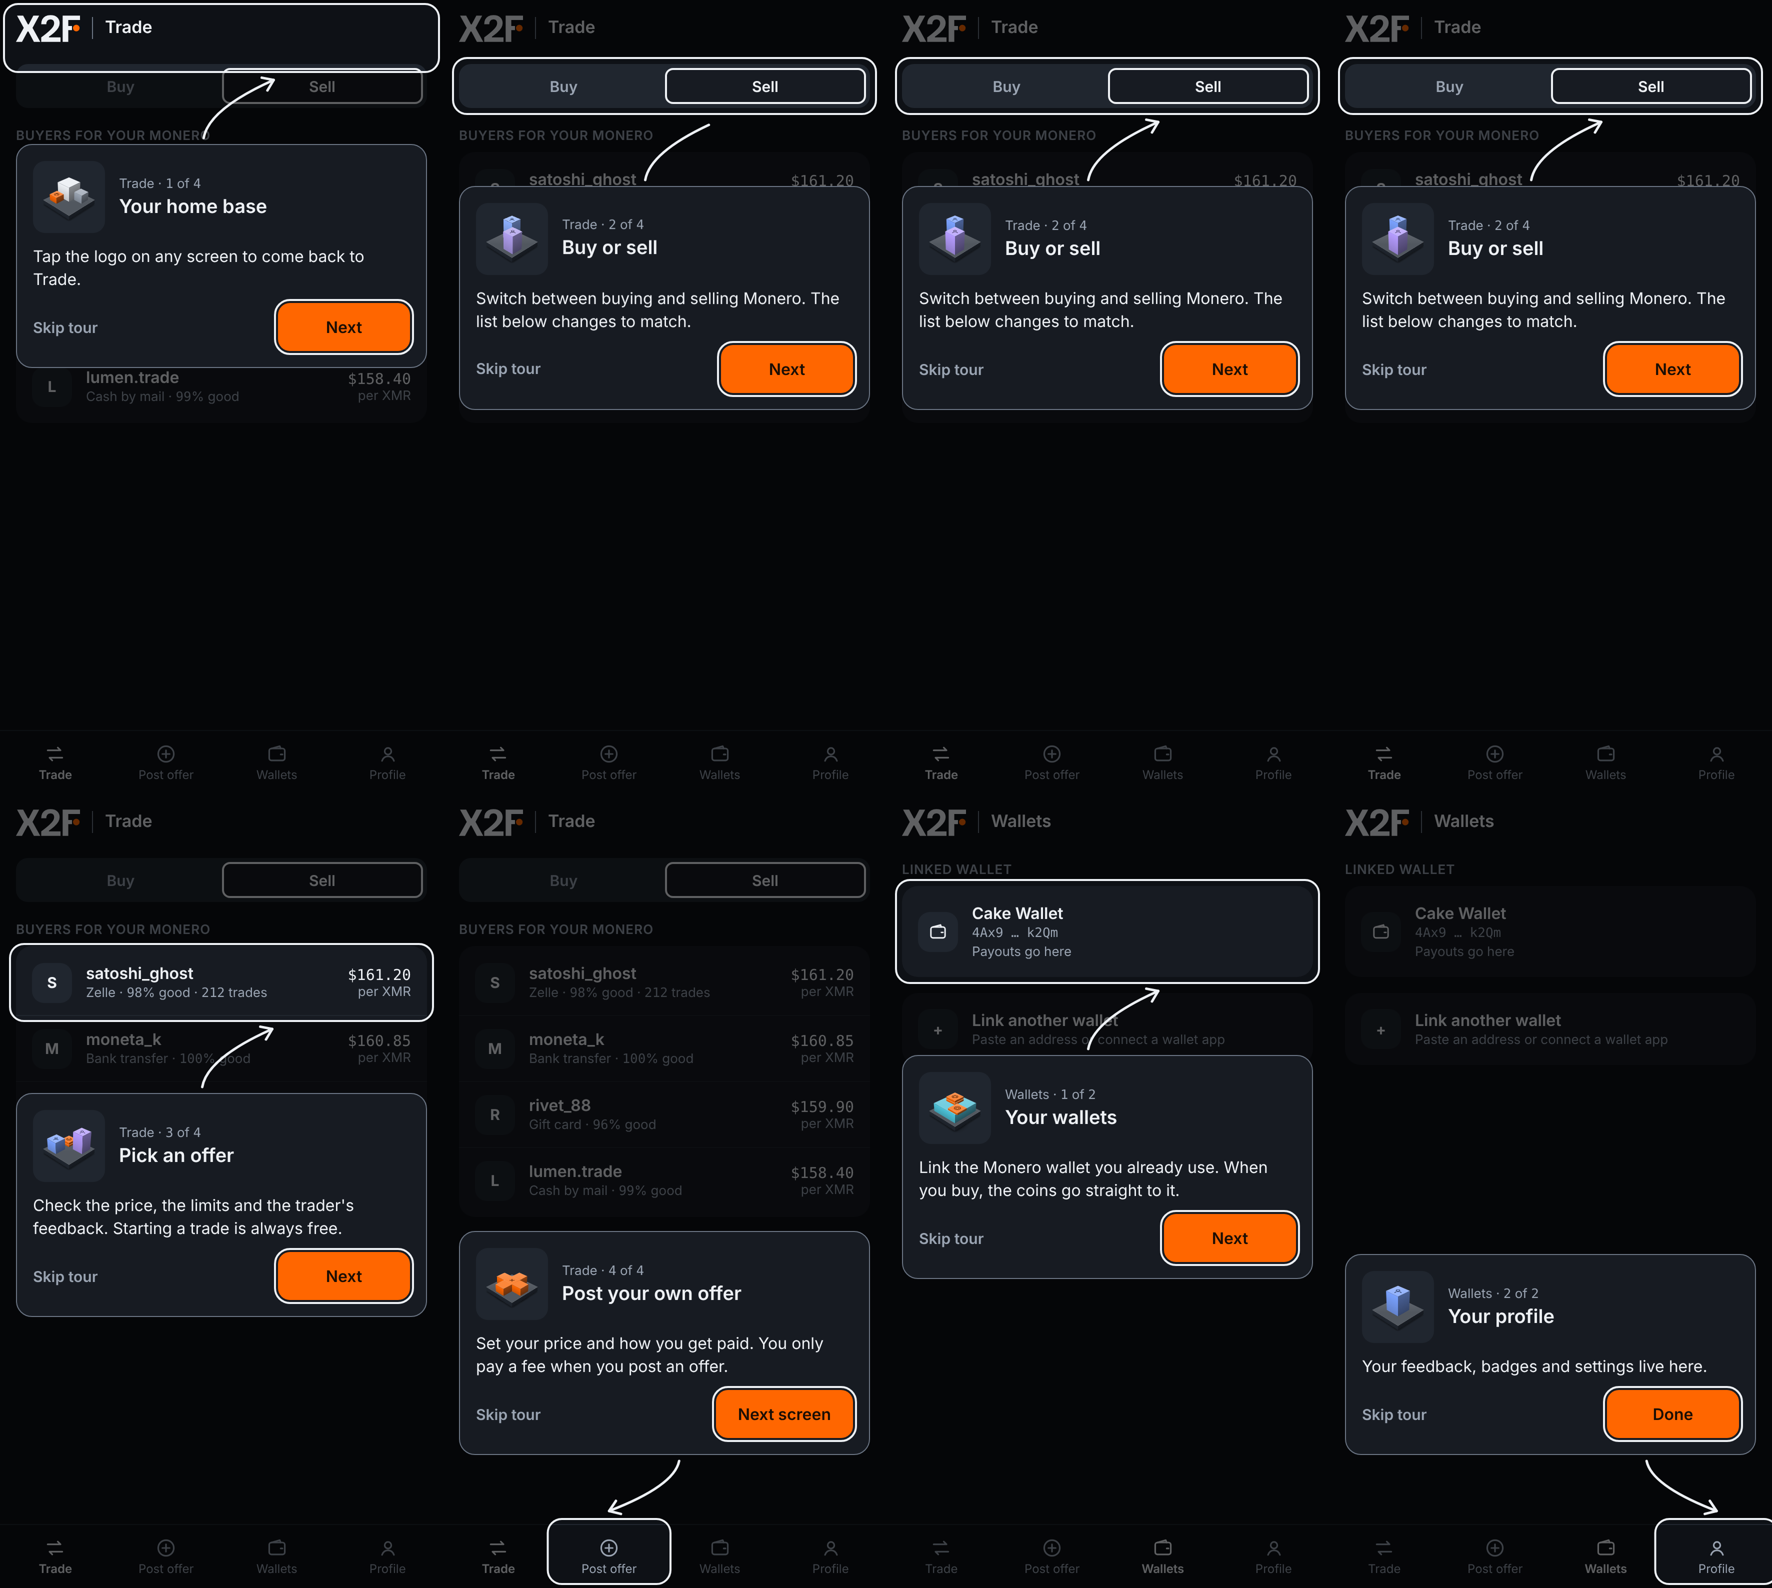 X2F Trade
Buy Sell
BUYERS FOR YOUR MONERO
Trade · 1 of 4
Your home base
Tap the logo on any screen to come back to
Trade.
Skip tour Next
L lumen.trade $158.40
Cash by mail · 99% good per XMR
Trade Post offer Wallets Profile
X2F Trade
Buy Sell
BUYERS FOR YOUR MONERO
satoshi_ghost $161.20
Trade · 2 of 4
Buy or sell
Switch between buying and selling Monero. The
list below changes to match.
Skip tour Next
Trade Post offer Wallets Profile
X2F Trade
Buy Sell
BUYERS FOR YOUR MONERO
satoshi_ghost $161.20
Trade · 2 of 4
Buy or sell
Switch between buying and selling Monero. The
list below changes to match.
Skip tour Next
Trade Post offer Wallets Profile
X2F Trade
Buy Sell
BUYERS FOR YOUR MONERO
satoshi_ghost $161.20
Trade · 2 of 4
Buy or sell
Switch between buying and selling Monero. The
list below changes to match.
Skip tour Next
Trade Post offer Wallets Profile
X2F Trade
Buy Sell
BUYERS FOR YOUR MONERO
S satoshi_ghost $161.20
Zelle · 98% good · 212 trades per XMR
M moneta_k $160.85
Bank transfer · 100% good per XMR
Trade · 3 of 4
Pick an offer
Check the price, the limits and the trader's
feedback. Starting a trade is always free.
Skip tour Next
Trade Post offer Wallets Profile
X2F Trade
Buy Sell
BUYERS FOR YOUR MONERO
S satoshi_ghost $161.20
Zelle · 98% good · 212 trades per XMR
M moneta_k $160.85
Bank transfer · 100% good per XMR
R rivet_88 $159.90
Gift card · 96% good per XMR
L lumen.trade $158.40
Cash by mail · 99% good per XMR
Trade · 4 of 4
Post your own offer
Set your price and how you get paid. You only
pay a fee when you post an offer.
Skip tour Next screen
Trade Post offer Wallets Profile
X2F Wallets
LINKED WALLET
Cake Wallet
4Ax9 … k2Qm
Payouts go here
+ Link another wallet
Paste an address or connect a wallet app
Wallets · 1 of 2
Your wallets
Link the Monero wallet you already use. When
you buy, the coins go straight to it.
Skip tour Next
Trade Post offer Wallets Profile
X2F Wallets
LINKED WALLET
Cake Wallet
4Ax9 … k2Qm
Payouts go here
+ Link another wallet
Paste an address or connect a wallet app
Wallets · 2 of 2
Your profile
Your feedback, badges and settings live here.
Skip tour Done
Trade Post offer Wallets Profile